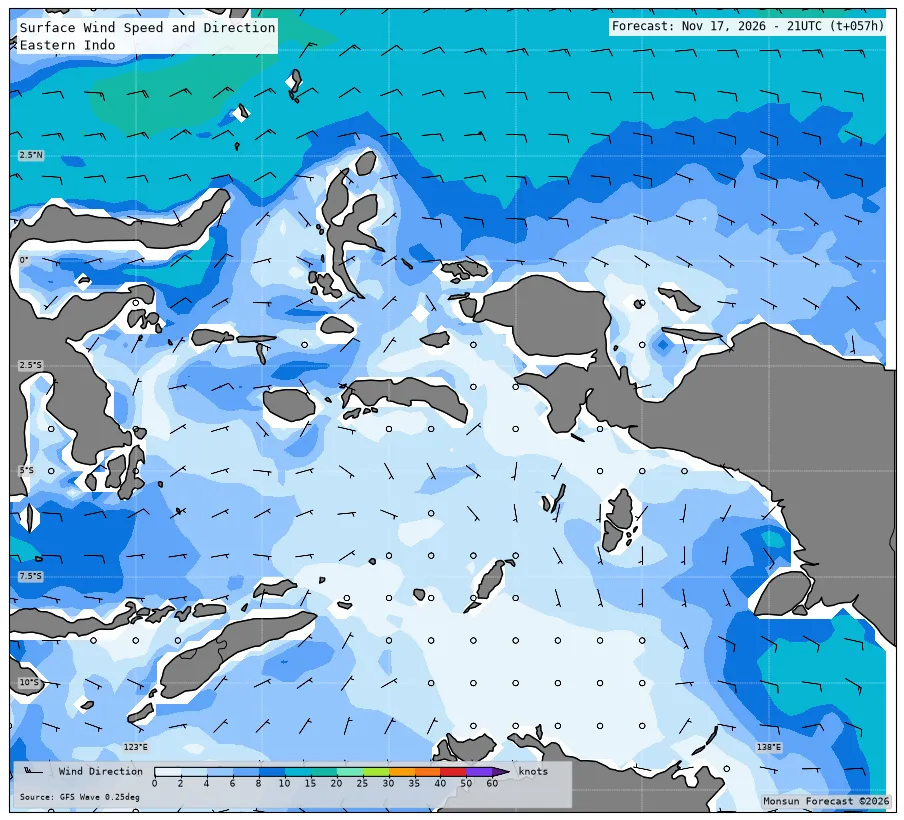 Surface Wind Speed and Direction
Eastern Indo
Forecast: Nov 17, 2026 - 21UTC (t+057h)
2.5°N
0°
2.5°S
5°S
7.5°S
10°S
123°E
138°E
Wind Direction
0 2 4 6 8 10 15 20 25 30 35 40 50 60
knots
Source: GFS Wave 0.25deg
Monsun Forecast ©2026